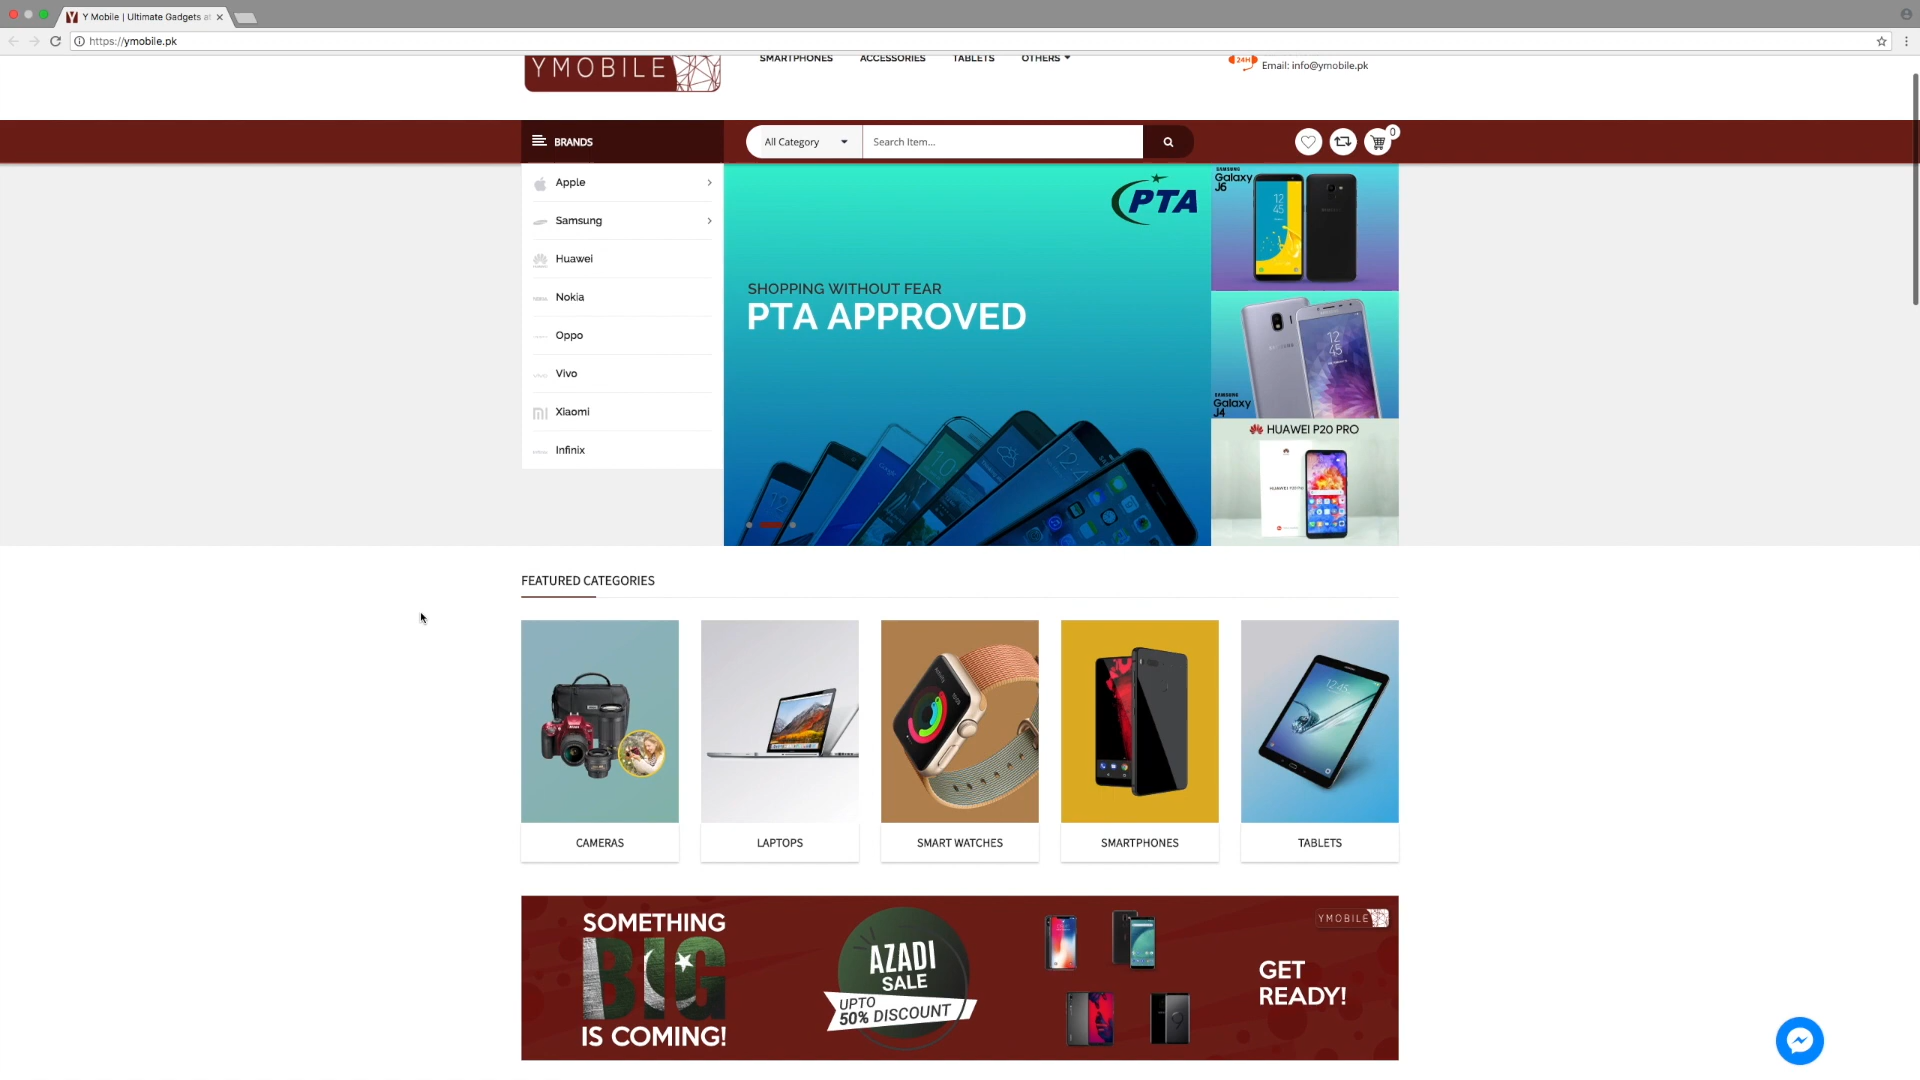 Y Mobile | Ultimate Gadgets at
https://ymobile.pk
YMOBILE
SMARTPHONES
ACCESSORIES
TABLETS
OTHERS
24H
Email: info@ymobile.pk
BRANDS
All Category
Search Item...
0
Apple
Samsung
Huawei
Nokia
Oppo
Vivo
Xiaomi
Infinix
PTA
SHOPPING WITHOUT FEAR
PTA APPROVED
SAMSUNG
Galaxy
J6
SAMSUNG
Galaxy
J4
HUAWEI P20 PRO
FEATURED CATEGORIES
CAMERAS
LAPTOPS
SMART WATCHES
SMARTPHONES
TABLETS
SOMETHING
BIG
IS COMING!
AZADI
SALE
UPTO
50% DISCOUNT
YMOBILE
GET
READY!